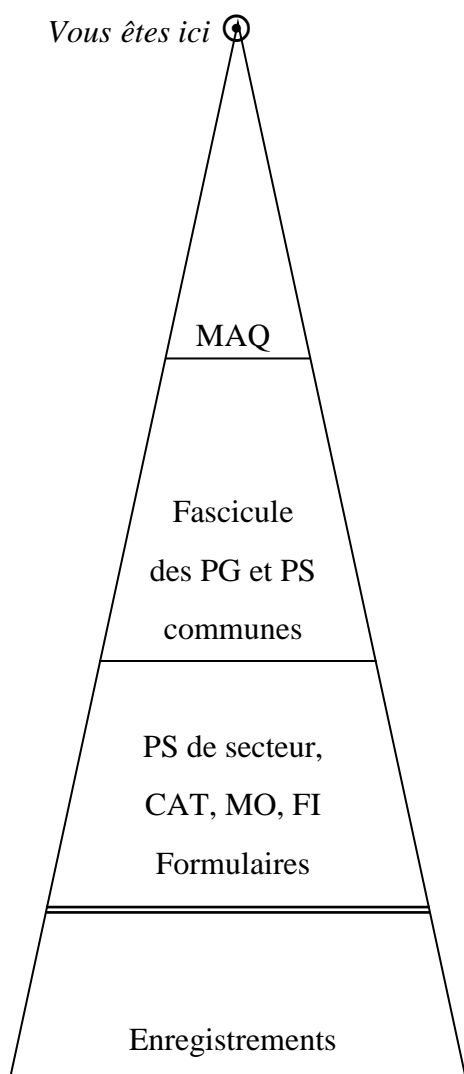 Vous êtes ici
MAQ
Fascicule
des PG et PS
communes
PS de secteur,
CAT, MO, FI
Formulaires
Enregistrements